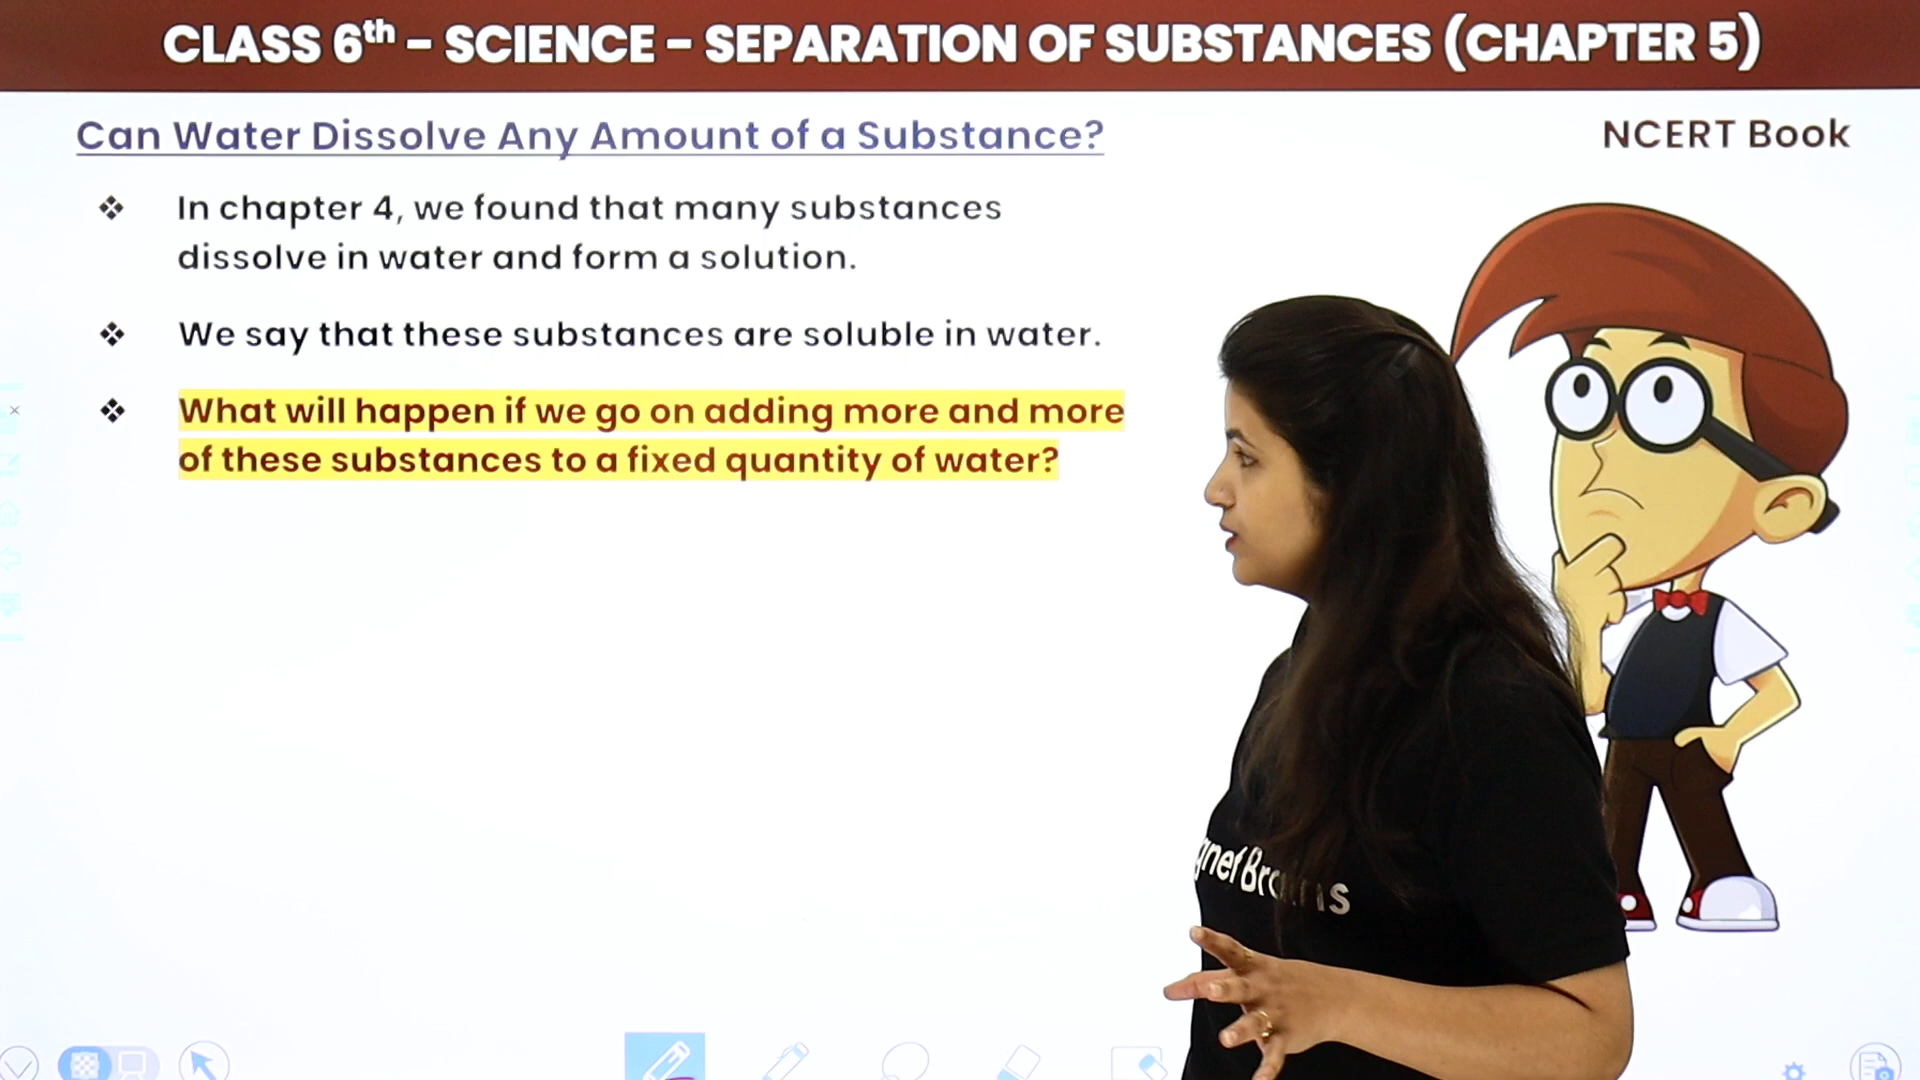 CLASS 6th – SCIENCE – SEPARATION OF SUBSTANCES (CHAPTER 5)
Can Water Dissolve Any Amount of a Substance?
NCERT Book
❖ In chapter 4, we found that many substances
dissolve in water and form a solution.
❖ We say that these substances are soluble in water.
❖ What will happen if we go on adding more and more
of these substances to a fixed quantity of water?
gnet Br ns